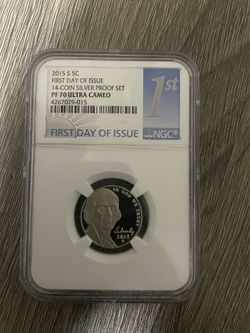 2015 S 5C
FIRST DAY OF ISSUE
14-COIN SILVER PROOF SET
PF 70 ULTRA CAMEO
4267029-015
1st
FIRST DAY OF ISSUE
NGC®
IN GOD WE TRUST
Liberty
2015
S